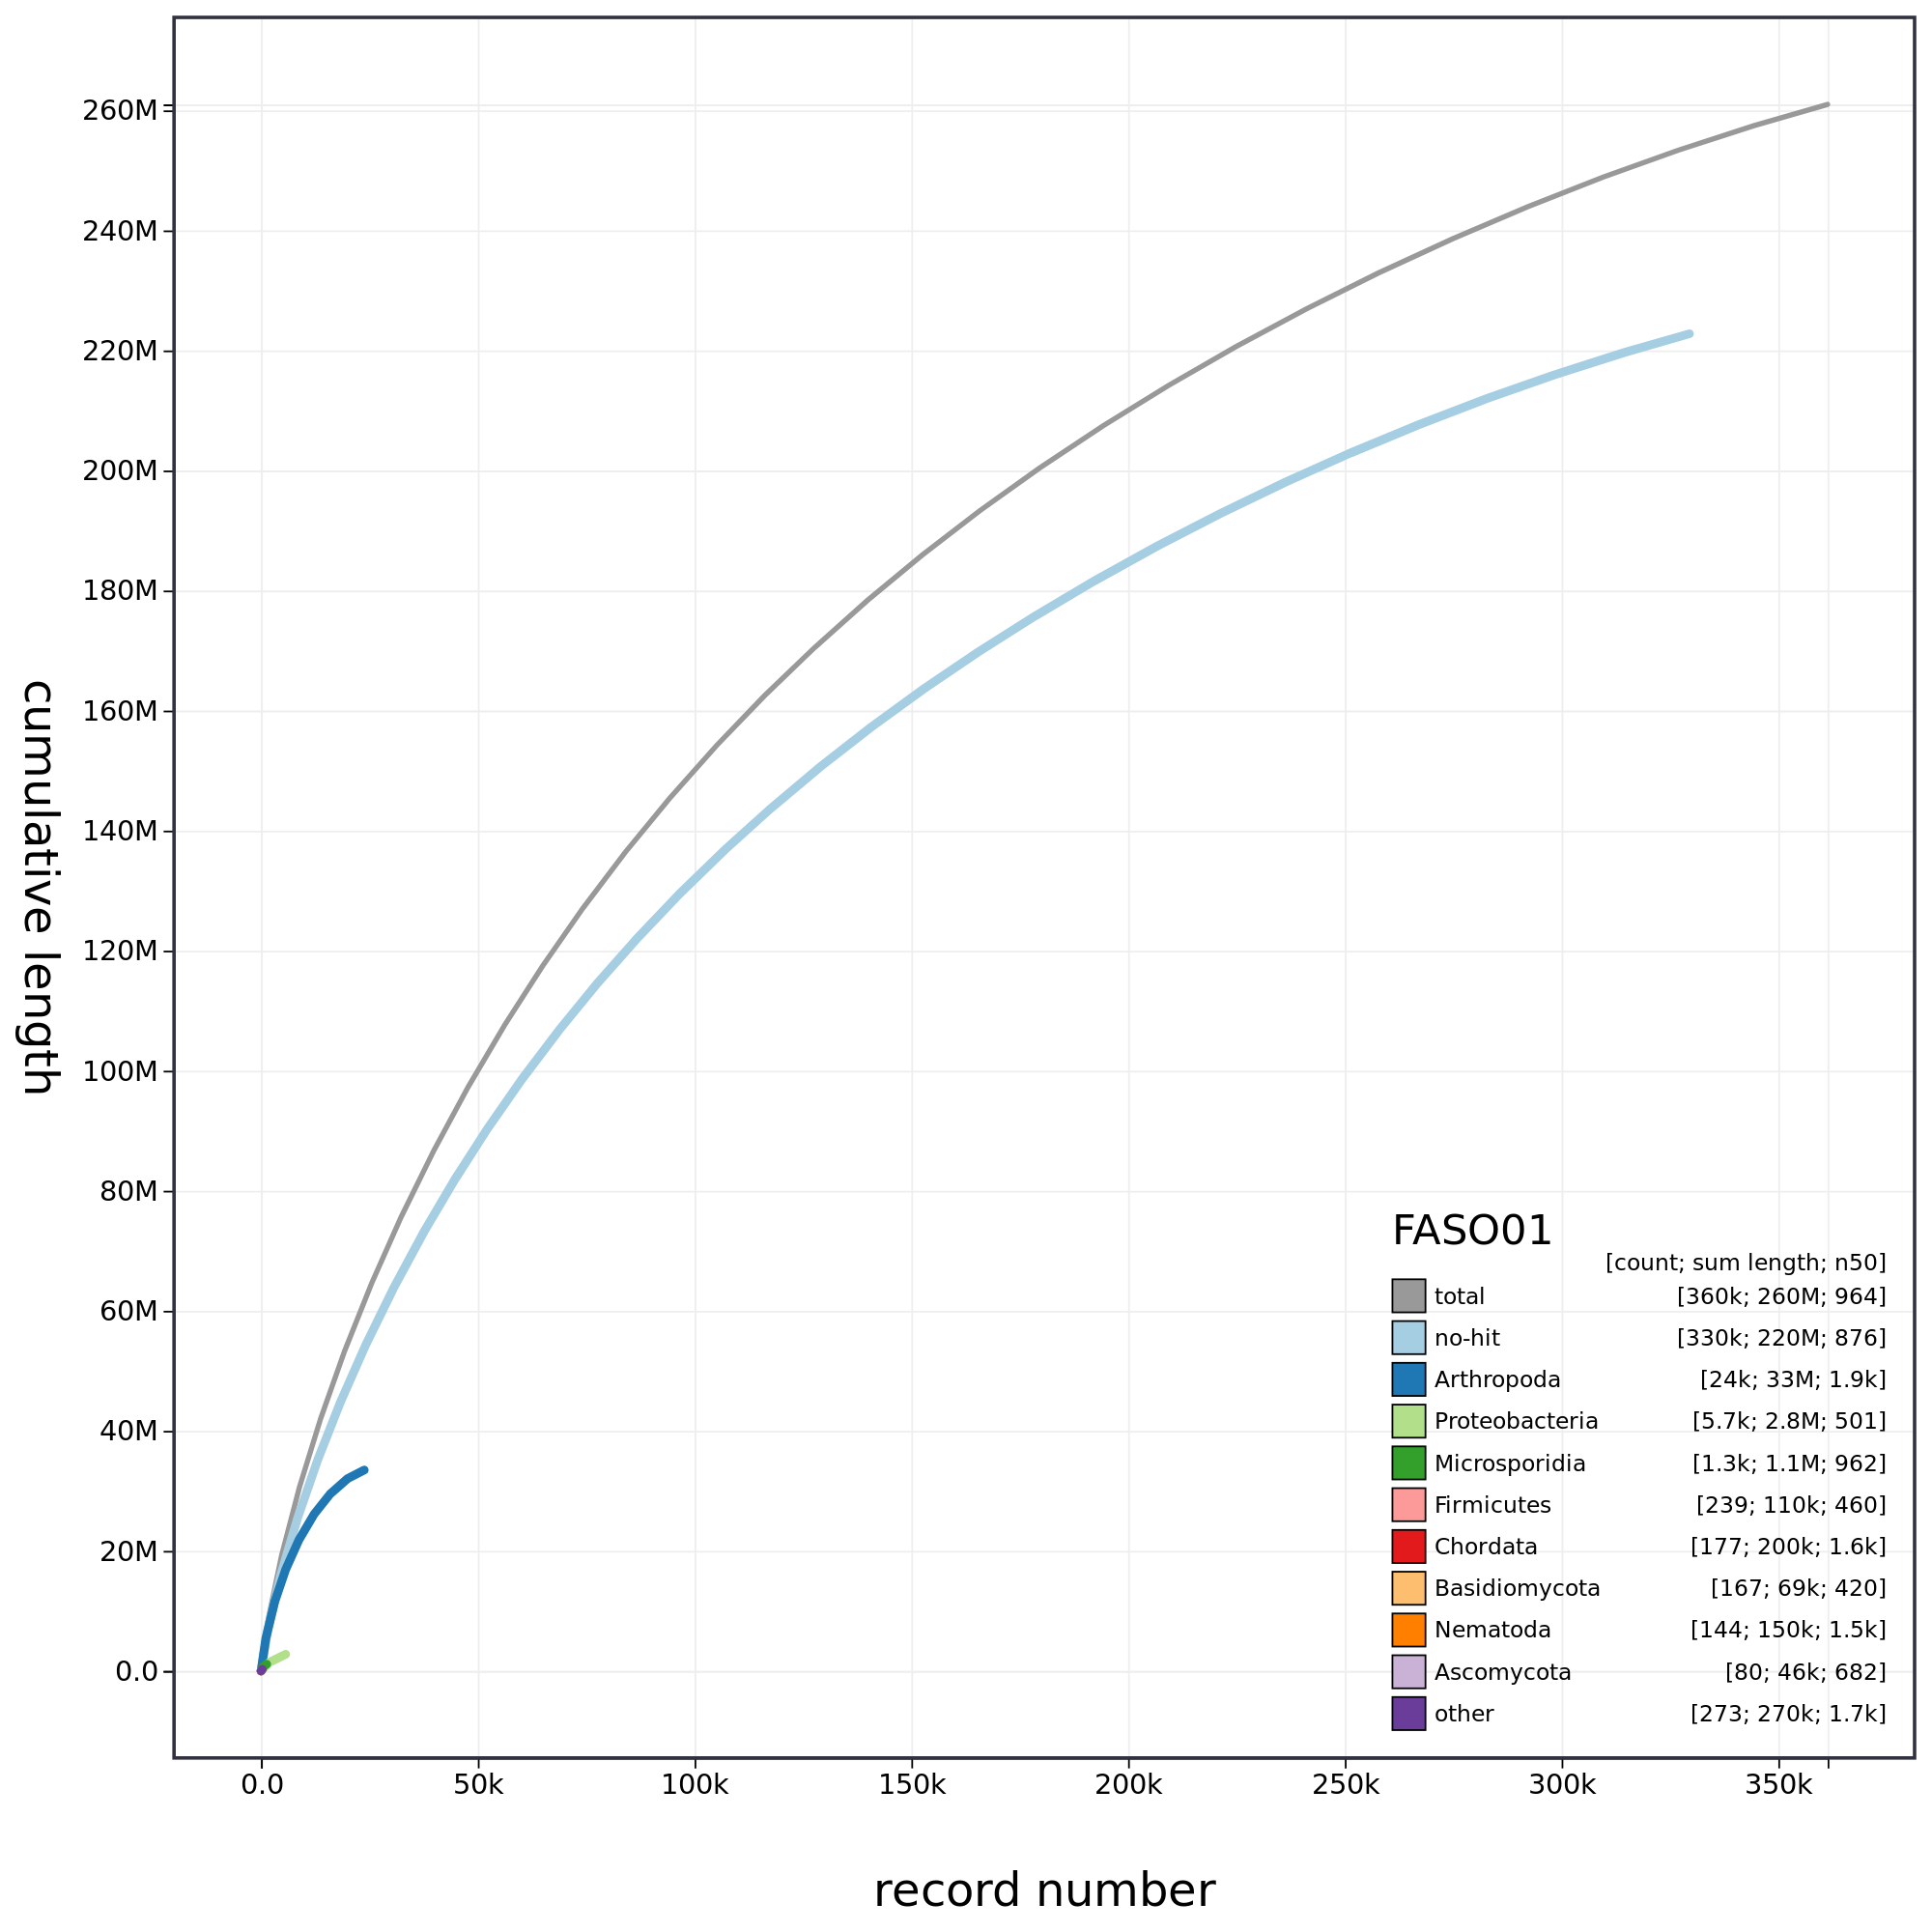 260M
240M
220M
200M
180M
160M
140M
120M
100M
80M
60M
40M
20M
0.0
cumulative length
FASO01
[count; sum length; n50]
total [360k; 260M; 964]
no-hit [330k; 220M; 876]
Arthropoda [24k; 33M; 1.9k]
Proteobacteria [5.7k; 2.8M; 501]
Microsporidia [1.3k; 1.1M; 962]
Firmicutes [239; 110k; 460]
Chordata [177; 200k; 1.6k]
Basidiomycota [167; 69k; 420]
Nematoda [144; 150k; 1.5k]
Ascomycota [80; 46k; 682]
other [273; 270k; 1.7k]
0.0 50k 100k 150k 200k 250k 300k 350k
record number